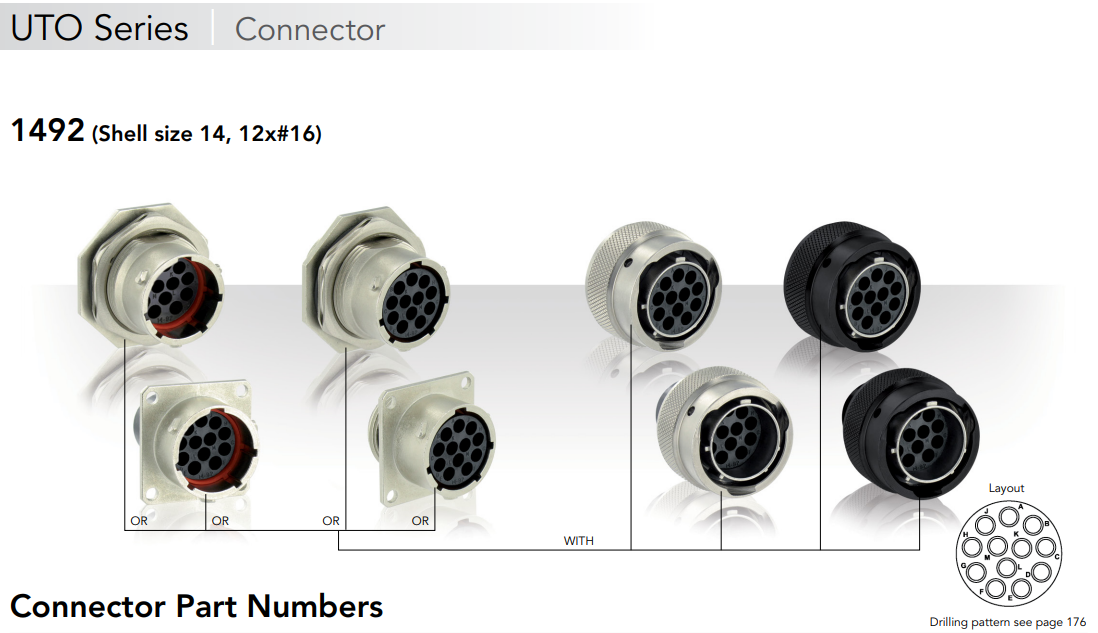 UTO Series Connector
1492 (Shell size 14, 12x#16)
OR OR OR OR
WITH
Layout
A
J
B
H
K
M
C
G
L
D
F
E
Connector Part Numbers
Drilling pattern see page 176